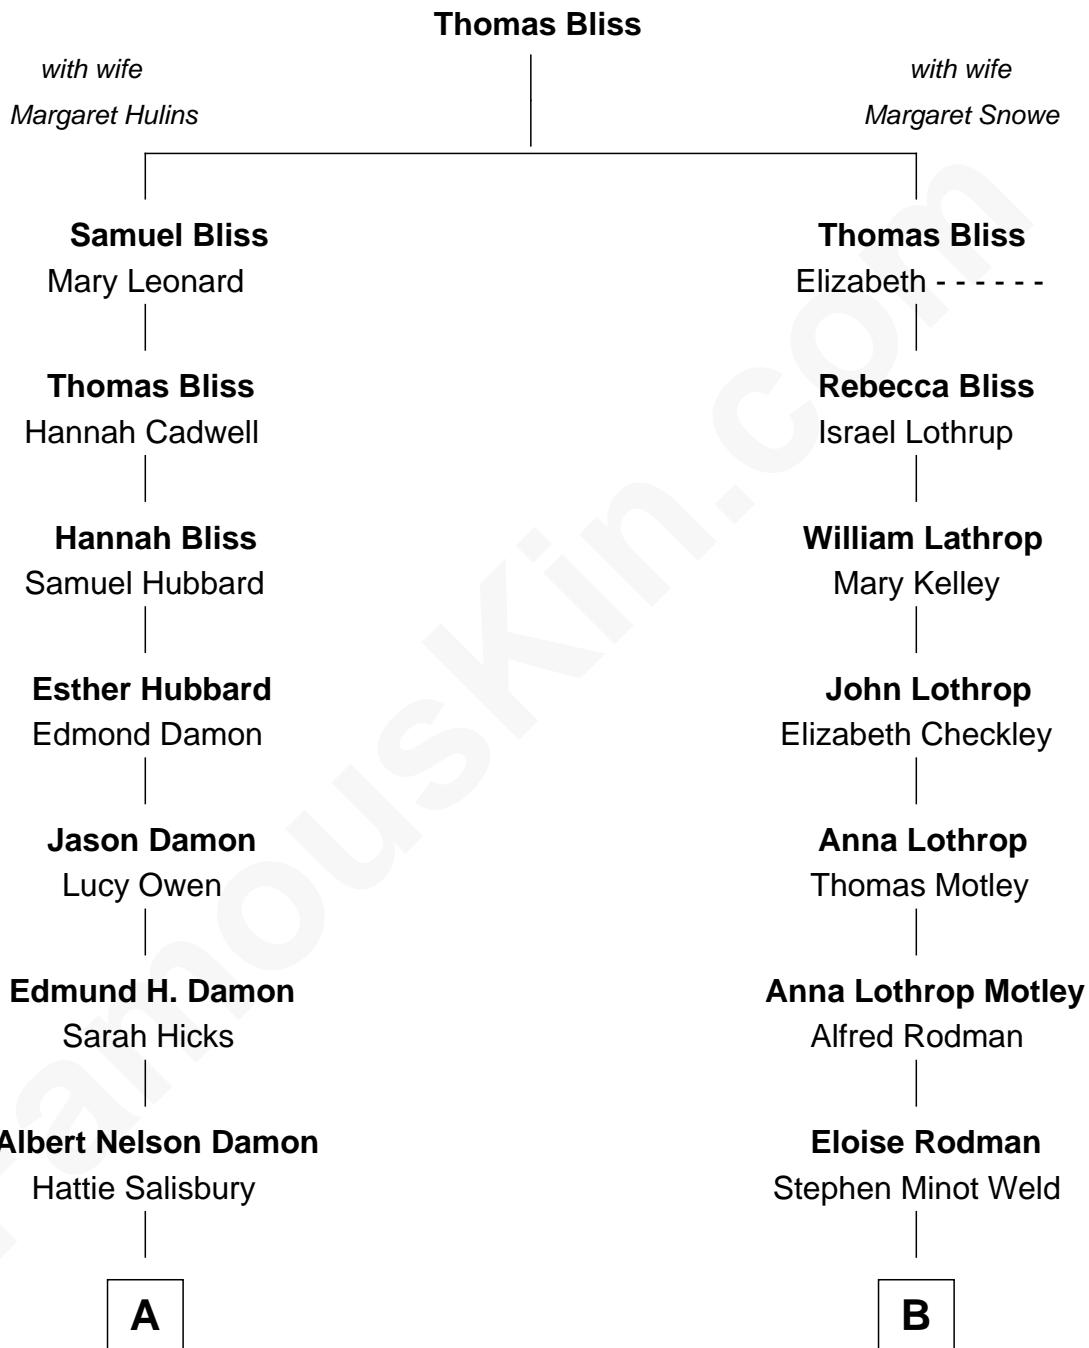 Thomas Bliss
with wife
Margaret Hulins
with wife
Margaret Snowe
Samuel Bliss
Mary Leonard
Thomas Bliss
Elizabeth - - - - - -
Thomas Bliss
Hannah Cadwell
Rebecca Bliss
Israel Lothrup
Hannah Bliss
Samuel Hubbard
William Lathrop
Mary Kelley
Esther Hubbard
Edmond Damon
John Lothrop
Elizabeth Checkley
Jason Damon
Lucy Owen
Anna Lothrop
Thomas Motley
Edmund H. Damon
Sarah Hicks
Anna Lothrop Motley
Alfred Rodman
Albert Nelson Damon
Hattie Salisbury
Eloise Rodman
Stephen Minot Weld
A
B
FamousKin.com